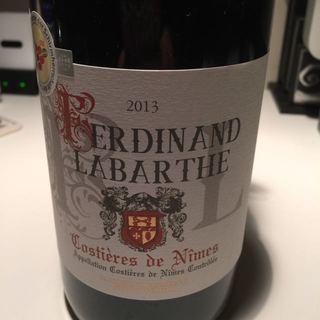 2013
FERDINAND
LABARTHE
Costières de Nîmes
Appellation Costières de Nîmes Contrôlée